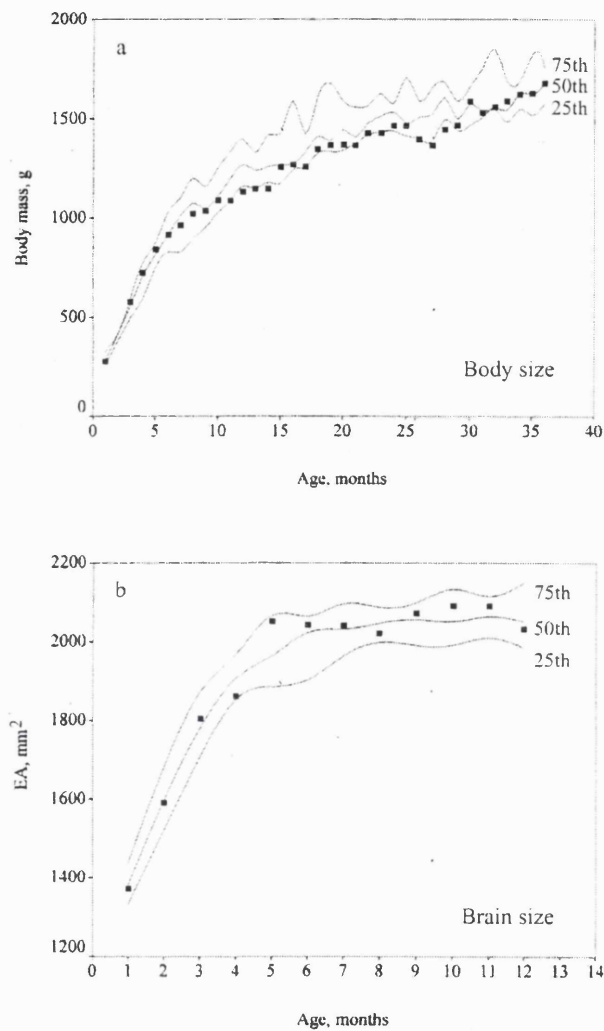 a
2000
1500
1000
500
0
Body mass, g
75th
50th
25th
Body size
0 5 10 15 20 25 30 35 40
Age, months
b
2200
2000
1800
1600
1400
1200
EA, mm²
75th
50th
25th
Brain size
0 1 2 3 4 5 6 7 8 9 10 11 12 13 14
Age, months